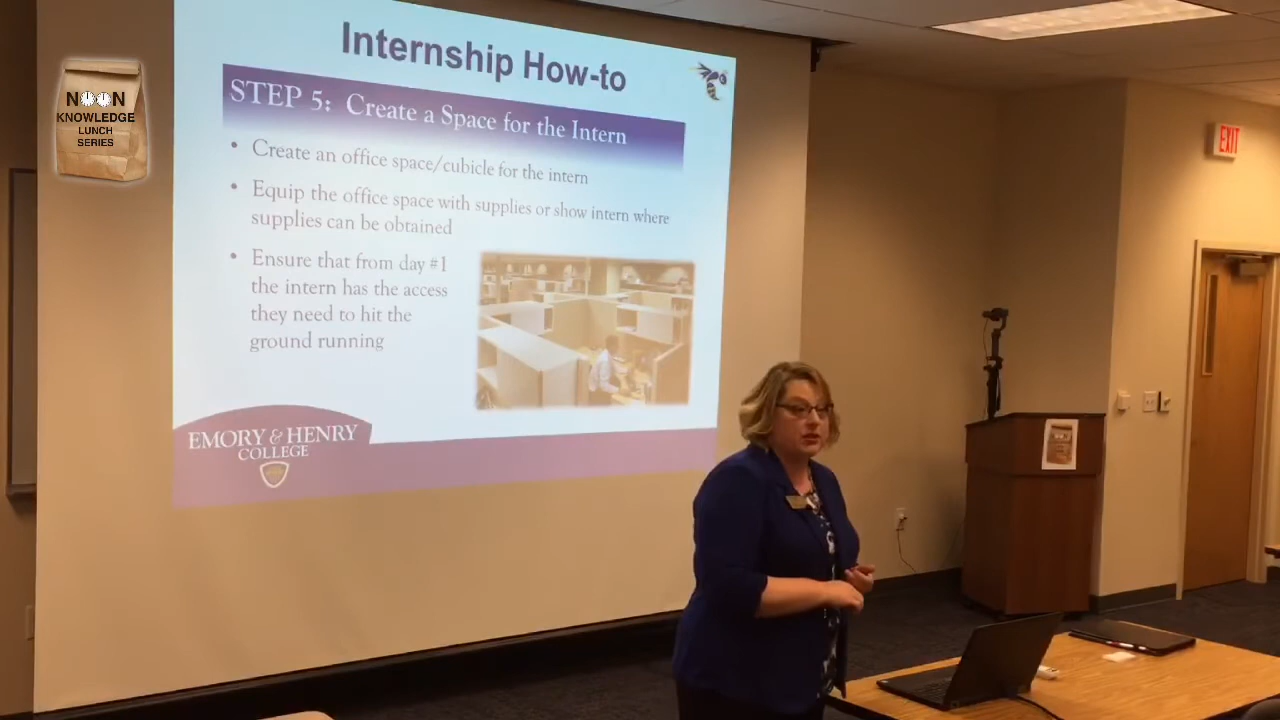 NOON
KNOWLEDGE
LUNCH
SERIES
Internship How-to
STEP 5: Create a Space for the Intern
• Create an office space/cubicle for the intern
• Equip the office space with supplies or show intern where
supplies can be obtained
• Ensure that from day #1
the intern has the access
they need to hit the
ground running
EMORY & HENRY
COLLEGE
EXIT